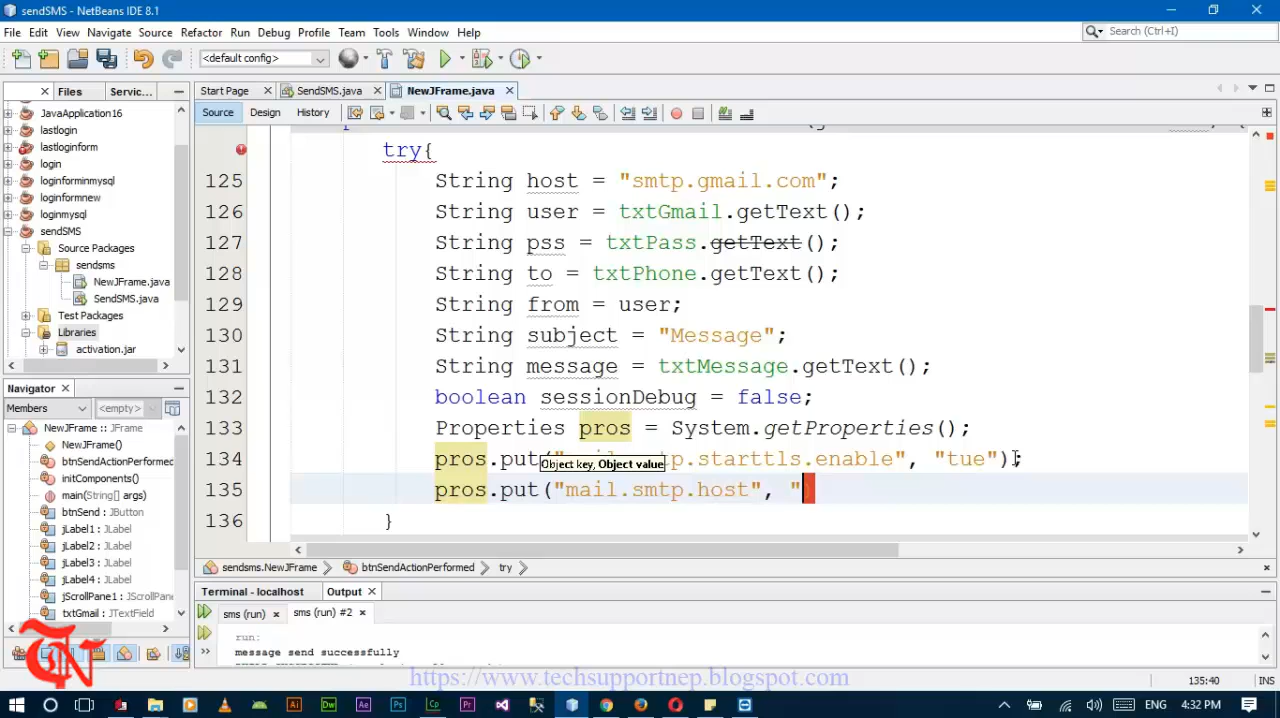 sendSMS - NetBeans IDE 8.1
File Edit View Navigate Source Refactor Run Debug Profile Team Tools Window Help
Search (Ctrl+I)
<default config>
Files Servic...
Start Page SendSMS.java NewJFrame.java
Source Design History
JavaApplication16
lastlogin
lastloginform
login
loginforminmysql
loginformnew
loginmysql
sendSMS
Source Packages
sendsms
NewJFrame.java
SendSMS.java
Test Packages
Libraries
activation.jar
try{
125 String host = "smtp.gmail.com";
126 String user = txtGmail.getText();
127 String pss = txtPass.getText();
128 String to = txtPhone.getText();
129 String from = user;
130 String subject = "Message";
131 String message = txtMessage.getText();
132 boolean sessionDebug = false;
133 Properties pros = System.getProperties();
134 pros.put( p.starttls.enable", "tue");
Object key, Object value
135 pros.put("mail.smtp.host", ")
136 }
sendsms.NewJFrame btnSendActionPerformed try
Navigator
Members <empty>
NewJFrame :: JFrame
NewJFrame()
btnSendActionPerformed
initComponents()
main(String[] args)
btnSend : JButton
jLabel1 : JLabel
jLabel2 : JLabel
jLabel3 : JLabel
jLabel4 : JLabel
jScrollPane1 : JScrollPane
txtGmail : JTextField
Terminal - localhost Output
sms (run) sms (run) #2
run:
message send successfully
135:40 INS
TN
https://www.techsupportnep.blogspot.com
ENG 4:32 PM